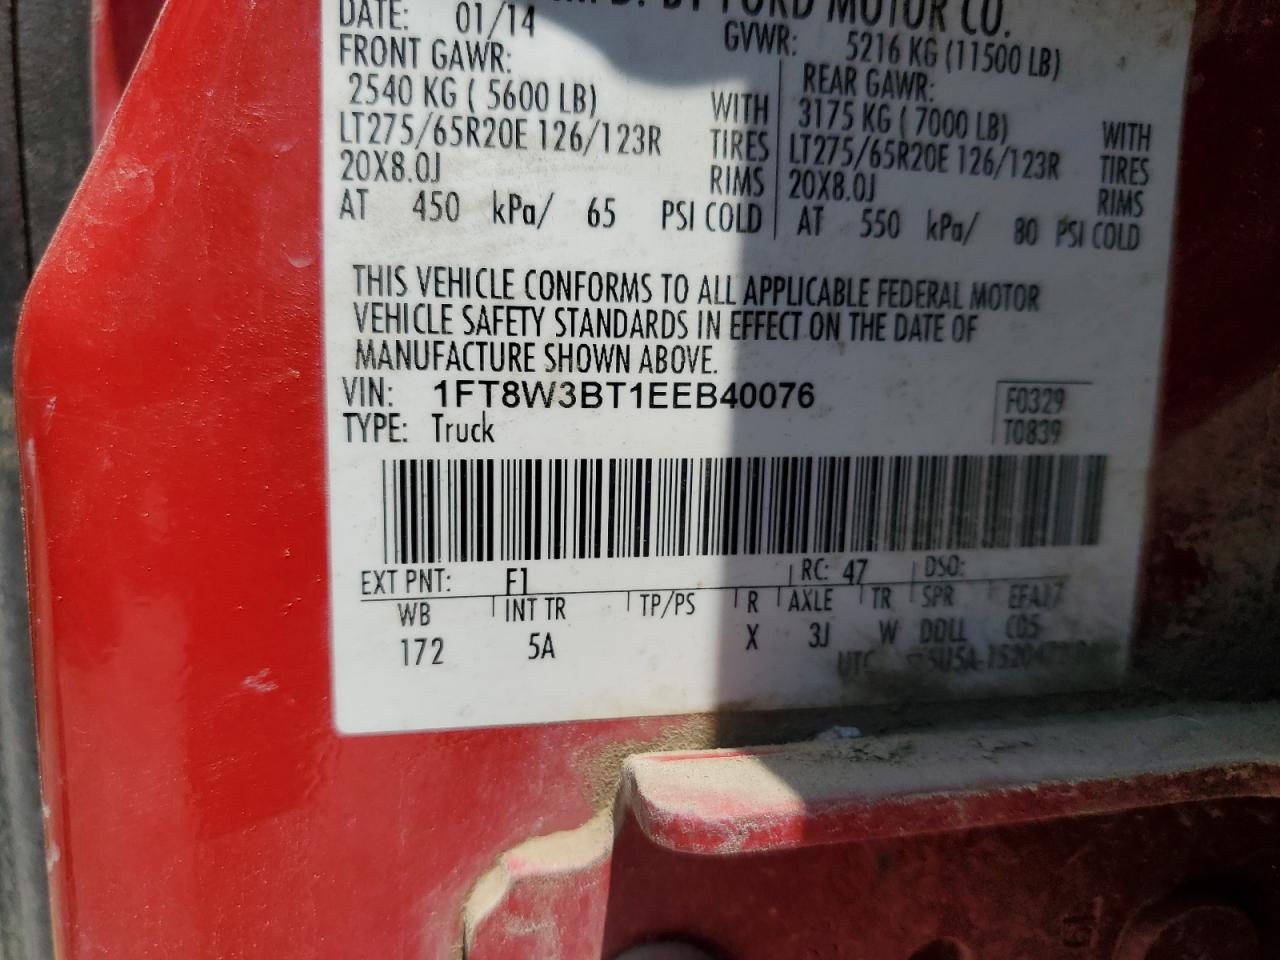 MFD. BY FORD MOTOR CO.
DATE: 01/14 GVWR: 5216 KG (11500 LB)
FRONT GAWR: REAR GAWR:
2540 KG ( 5600 LB) WITH 3175 KG ( 7000 LB) WITH
LT275/65R20E 126/123R TIRES LT275/65R20E 126/123R TIRES
20X8.0J RIMS 20X8.0J RIMS
AT 450 kPa/ 65 PSI COLD AT 550 kPa/ 80 PSI COLD
THIS VEHICLE CONFORMS TO ALL APPLICABLE FEDERAL MOTOR
VEHICLE SAFETY STANDARDS IN EFFECT ON THE DATE OF
MANUFACTURE SHOWN ABOVE.
VIN: 1FT8W3BT1EEB40076 F0329
TYPE: Truck T0839
EXT PNT: F1 RC: 47 DSO:
WB INT TR TP/PS R AXLE TR SPR EFA17
172 5A X 3J W DDLL C05
UTC